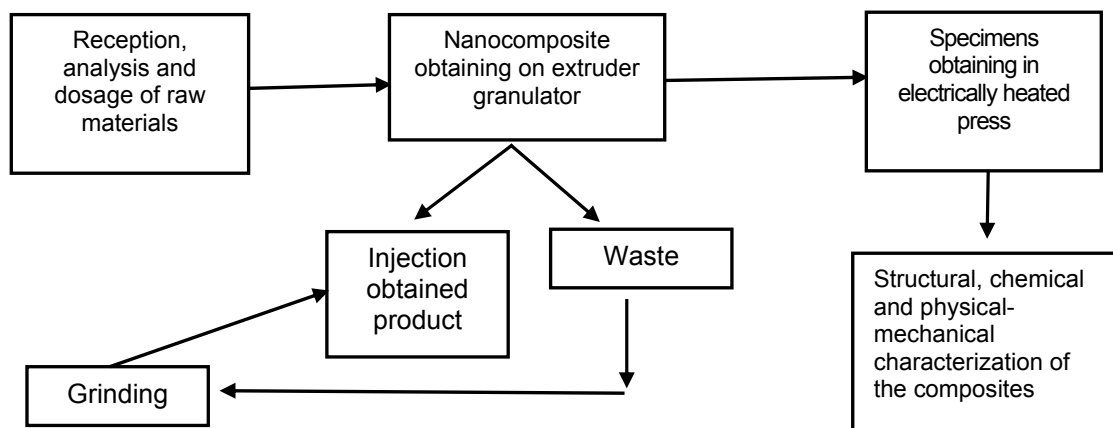 Reception,
analysis and
dosage of raw
materials
Nanocomposite
obtaining on extruder
granulator
Specimens
obtaining in
electrically heated
press
Injection
obtained
product
Waste
Structural, chemical
and physical-
mechanical
characterization of
the composites
Grinding